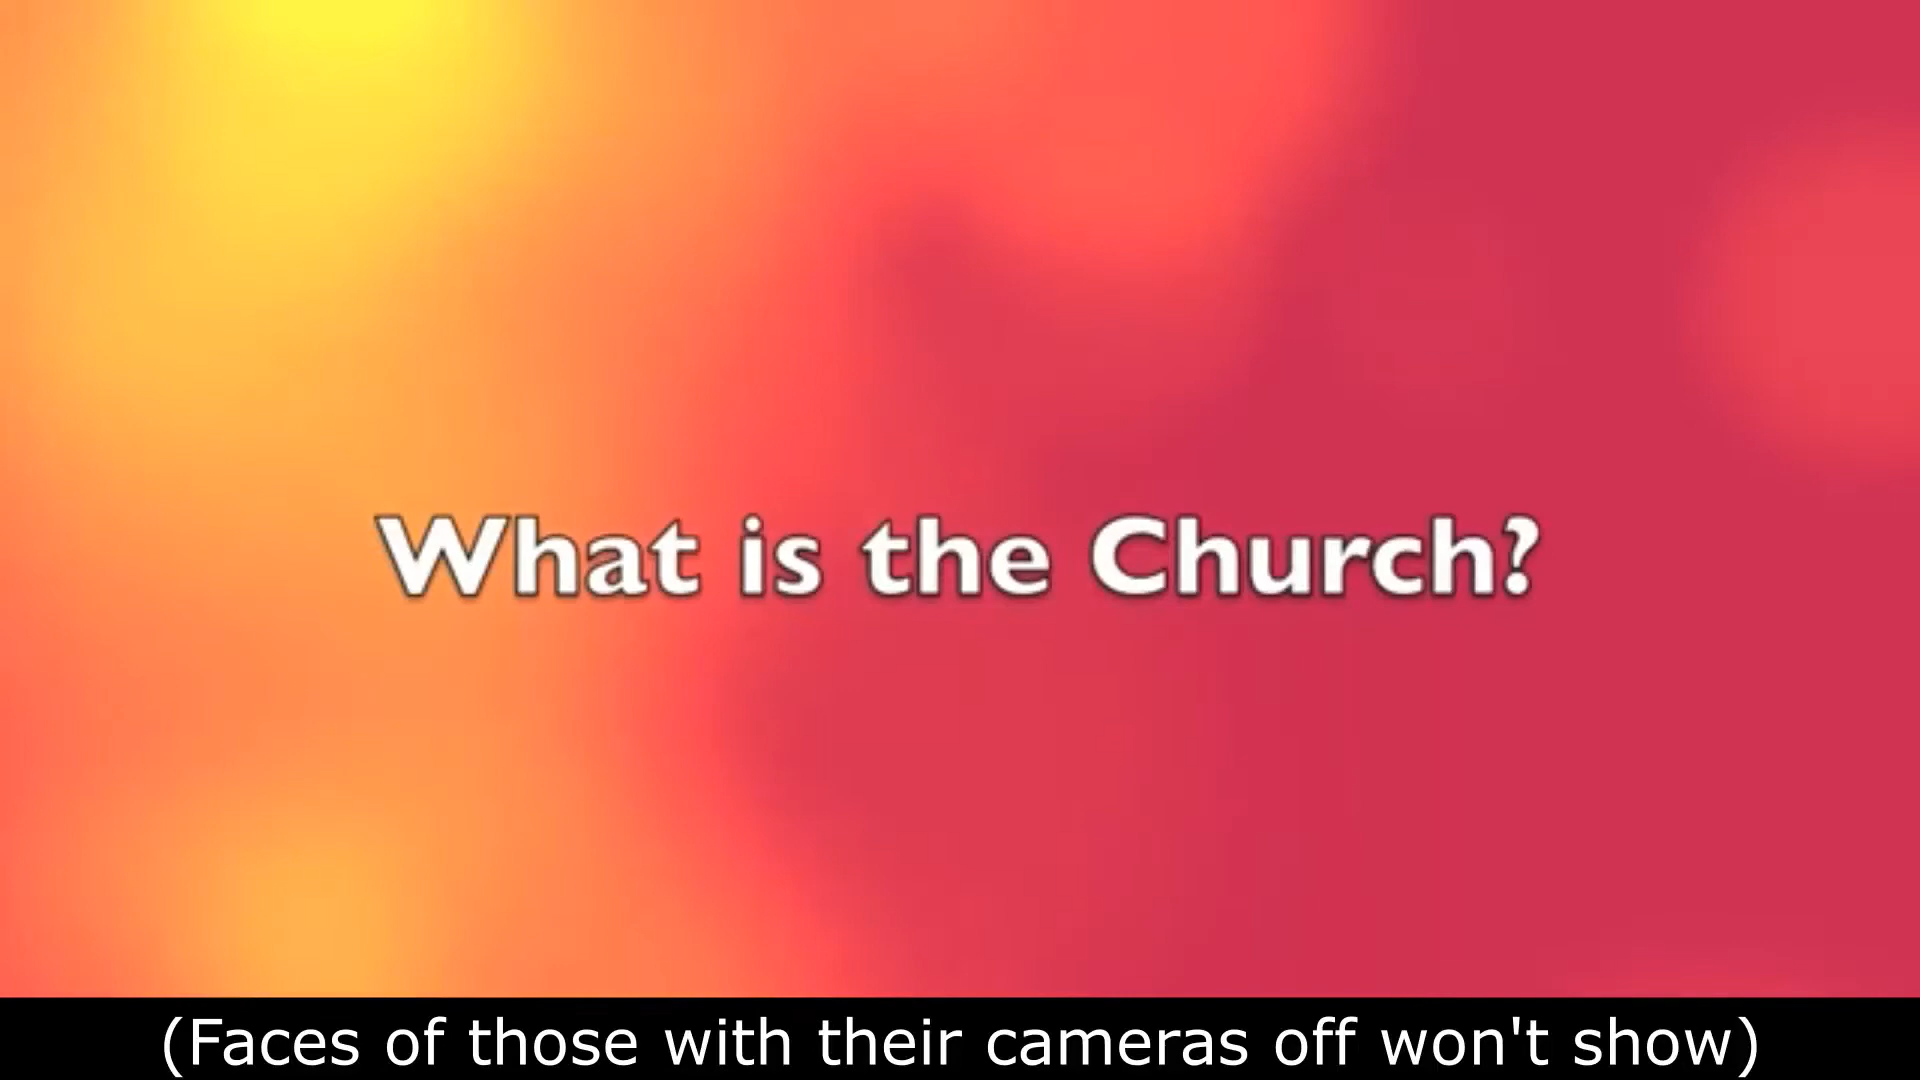 What is the Church?
(Faces of those with their cameras off won't show)